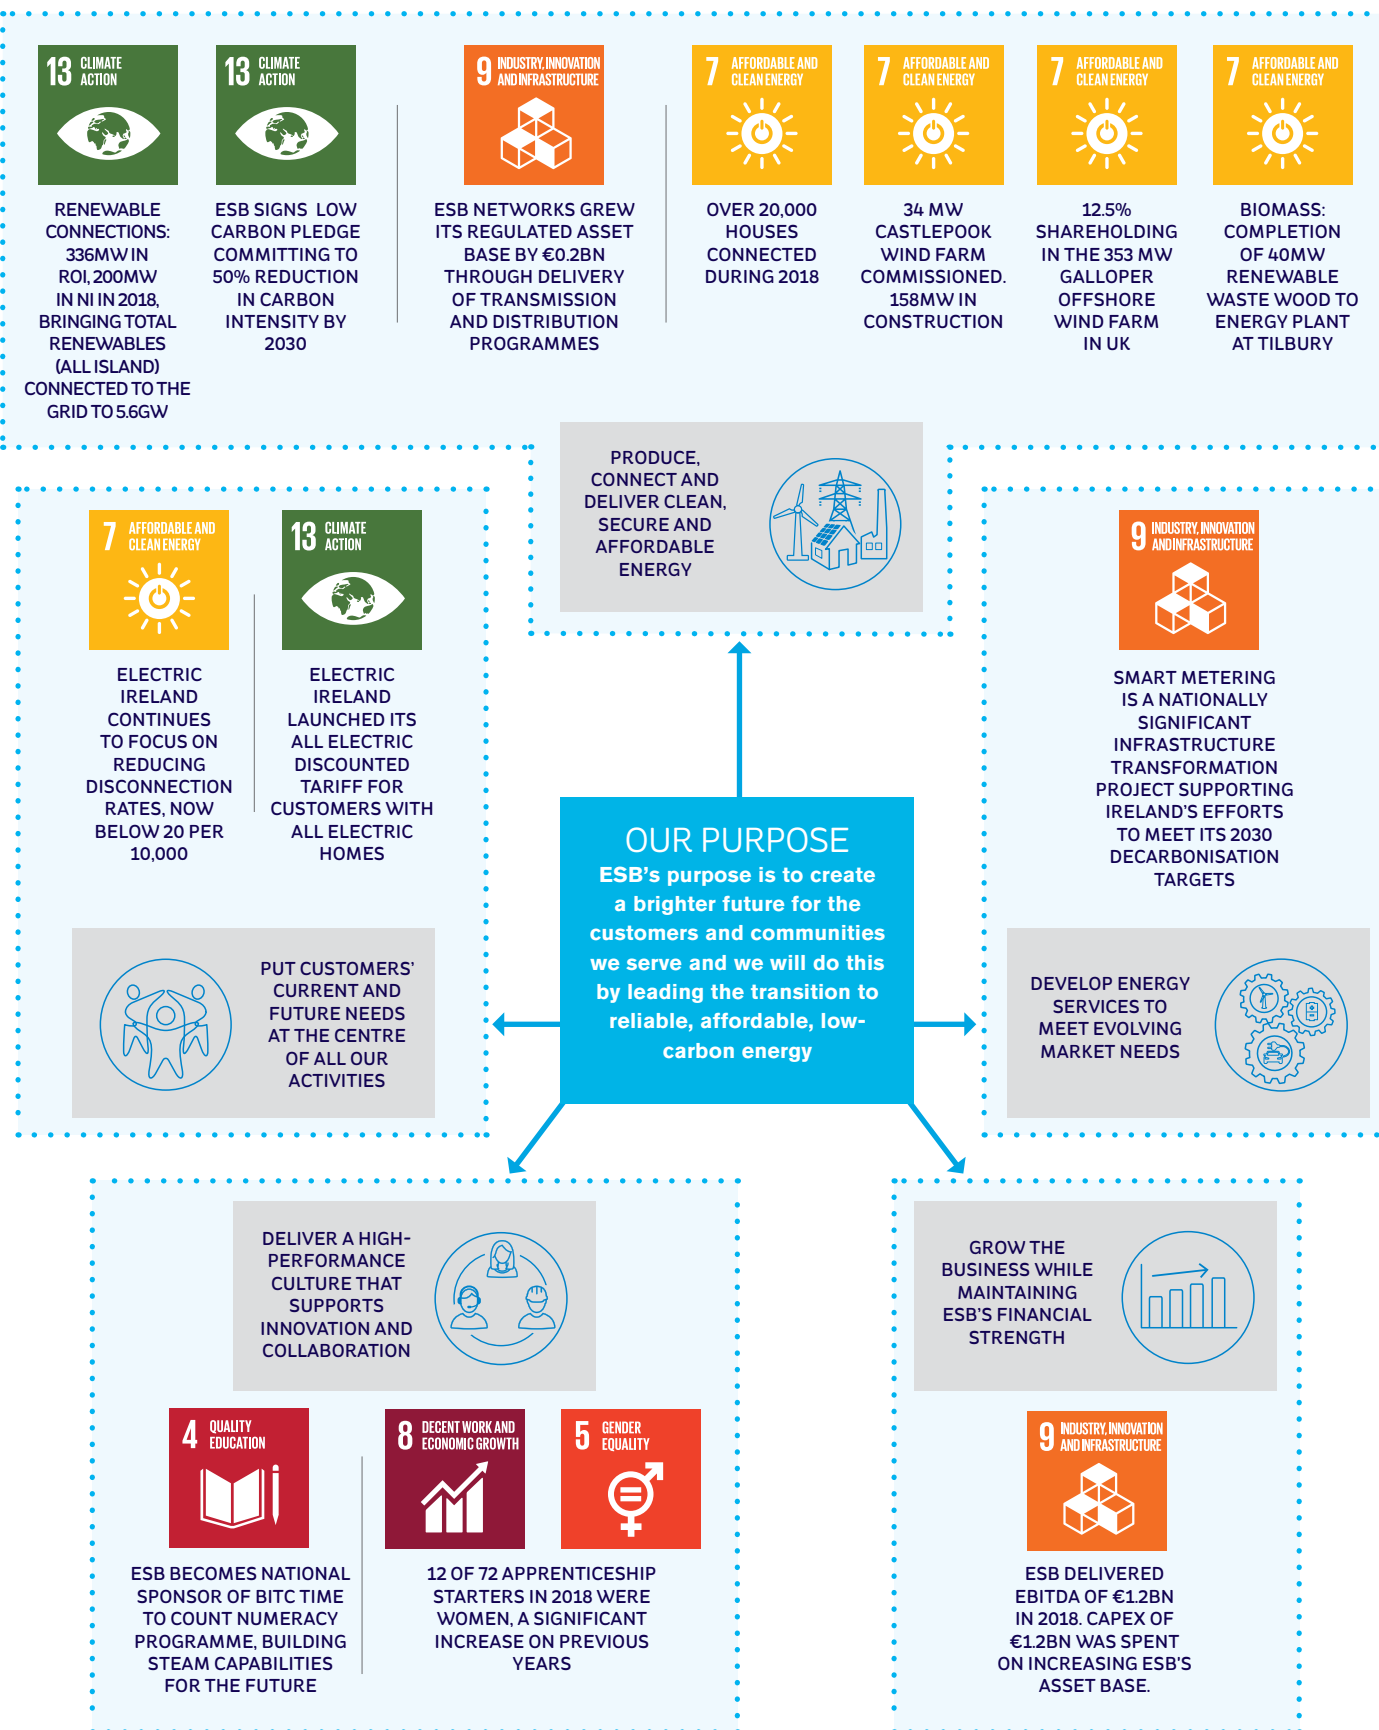 13 CLIMATE
ACTION
RENEWABLE
CONNECTIONS:
336MW IN
ROI, 200MW
IN NI IN 2018,
BRINGING TOTAL
RENEWABLES
(ALL ISLAND)
CONNECTED TO THE
GRID TO 5.6GW
13 CLIMATE
ACTION
ESB SIGNS LOW
CARBON PLEDGE
COMMITTING TO
50% REDUCTION
IN CARBON
INTENSITY BY
2030
9 INDUSTRY, INNOVATION
AND INFRASTRUCTURE
ESB NETWORKS GREW
ITS REGULATED ASSET
BASE BY €0.2BN
THROUGH DELIVERY
OF TRANSMISSION
AND DISTRIBUTION
PROGRAMMES
7 AFFORDABLE AND
CLEAN ENERGY
OVER 20,000
HOUSES
CONNECTED
DURING 2018
7 AFFORDABLE AND
CLEAN ENERGY
34 MW
CASTLEPOOK
WIND FARM
COMMISSIONED.
158MW IN
CONSTRUCTION
7 AFFORDABLE AND
CLEAN ENERGY
12.5%
SHAREHOLDING
IN THE 353 MW
GALLOPER
OFFSHORE
WIND FARM
IN UK
7 AFFORDABLE AND
CLEAN ENERGY
BIOMASS:
COMPLETION
OF 40MW
RENEWABLE
WASTE WOOD TO
ENERGY PLANT
AT TILBURY
PRODUCE,
CONNECT AND
DELIVER CLEAN,
SECURE AND
AFFORDABLE
ENERGY
7 AFFORDABLE AND
CLEAN ENERGY
ELECTRIC
IRELAND
CONTINUES
TO FOCUS ON
REDUCING
DISCONNECTION
RATES, NOW
BELOW 20 PER
10,000
13 CLIMATE
ACTION
ELECTRIC
IRELAND
LAUNCHED ITS
ALL ELECTRIC
DISCOUNTED
TARIFF FOR
CUSTOMERS WITH
ALL ELECTRIC
HOMES
PUT CUSTOMERS'
CURRENT AND
FUTURE NEEDS
AT THE CENTRE
OF ALL OUR
ACTIVITIES
OUR PURPOSE
ESB's purpose is to create
a brighter future for the
customers and communities
we serve and we will do this
by leading the transition to
reliable, affordable, low-
carbon energy
9 INDUSTRY, INNOVATION
AND INFRASTRUCTURE
SMART METERING
IS A NATIONALLY
SIGNIFICANT
INFRASTRUCTURE
TRANSFORMATION
PROJECT SUPPORTING
IRELAND'S EFFORTS
TO MEET ITS 2030
DECARBONISATION
TARGETS
DEVELOP ENERGY
SERVICES TO
MEET EVOLVING
MARKET NEEDS
DELIVER A HIGH-
PERFORMANCE
CULTURE THAT
SUPPORTS
INNOVATION AND
COLLABORATION
4 QUALITY
EDUCATION
ESB BECOMES NATIONAL
SPONSOR OF BITC TIME
TO COUNT NUMERACY
PROGRAMME, BUILDING
STEAM CAPABILITIES
FOR THE FUTURE
8 DECENT WORK AND
ECONOMIC GROWTH
5 GENDER
EQUALITY
12 OF 72 APPRENTICESHIP
STARTERS IN 2018 WERE
WOMEN, A SIGNIFICANT
INCREASE ON PREVIOUS
YEARS
GROW THE
BUSINESS WHILE
MAINTAINING
ESB'S FINANCIAL
STRENGTH
9 INDUSTRY, INNOVATION
AND INFRASTRUCTURE
ESB DELIVERED
EBITDA OF €1.2BN
IN 2018. CAPEX OF
€1.2BN WAS SPENT
ON INCREASING ESB'S
ASSET BASE.